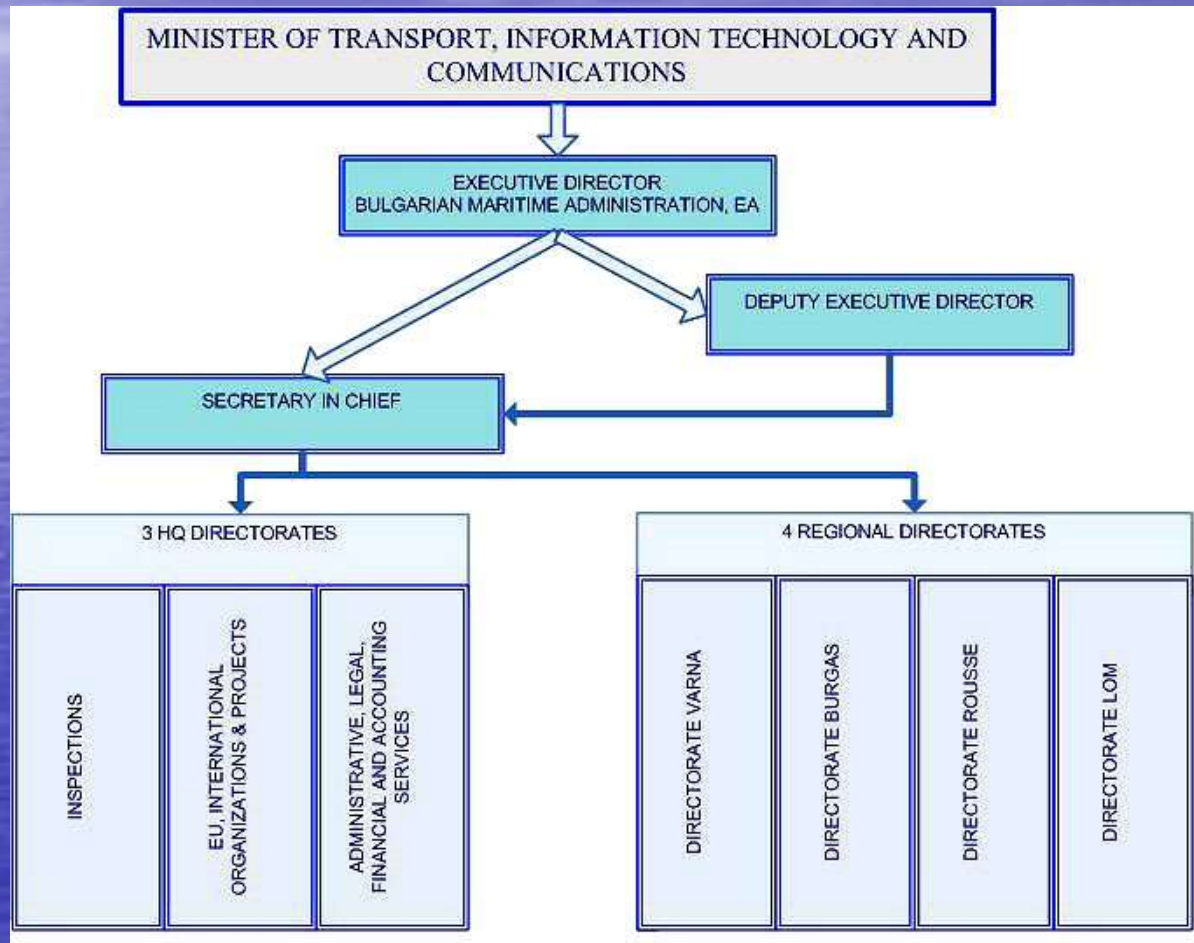 MINISTER OF TRANSPORT, INFORMATION TECHNOLOGY AND
COMMUNICATIONS
EXECUTIVE DIRECTOR
BULGARIAN MARITIME ADMINISTRATION, EA
DEPUTY EXECUTIVE DIRECTOR
SECRETARY IN CHIEF
3 HQ DIRECTORATES
INSPECTIONS
EU, INTERNATIONAL
ORGANIZATIONS & PROJECTS
ADMINISTRATIVE, LEGAL,
FINANCIAL AND ACCOUNTING
SERVICES
4 REGIONAL DIRECTORATES
DIRECTORATE VARNA
DIRECTORATE BURGAS
DIRECTORATE ROUSSE
DIRECTORATE LOM